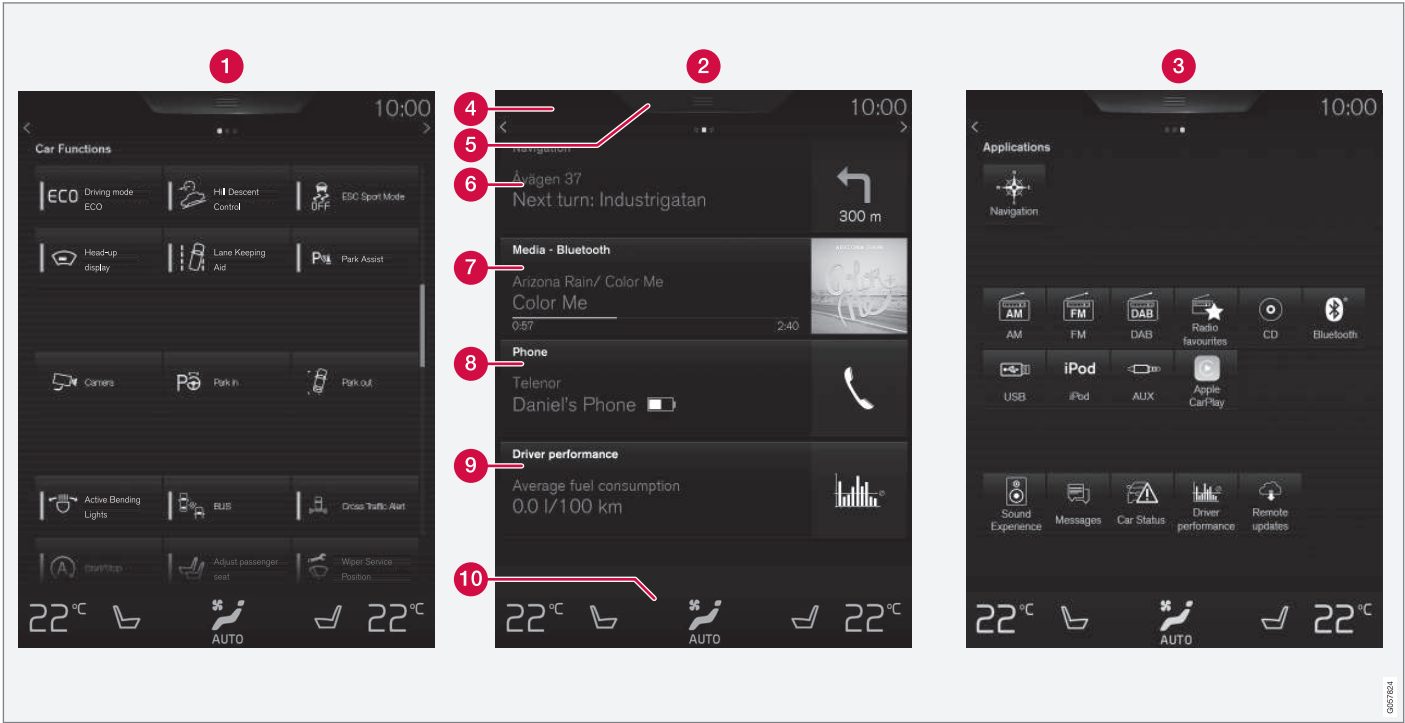 1
2
3
10:00
Car Functions
ECO Driving mode ECO
Hill Descent Control
OFF ESC Sport Mode
Head-up display
Lane Keeping Aid
P Park Assist
Camera
P Park in
Park out
Active Bending Lights
BLIS
Cross Traffic Alert
A Start/Stop
Adjust passenger seat
Wiper Service Position
22°C
AUTO
22°C
4
5
6
7
8
9
10
10:00
Navigation
Åvägen 37
Next turn: Industrigatan
300 m
Media - Bluetooth
Arizona Rain/ Color Me
Color Me
0:57
2:40
ARIZONA RAIN
Color Me
Phone
Telenor
Daniel's Phone
Driver performance
Average fuel consumption
0.0 l/100 km
22°C
AUTO
22°C
10:00
Applications
Navigation
AM
AM
FM
FM
DAB
DAB
Radio favourites
CD
Bluetooth
USB
iPod
iPod
AUX
Apple CarPlay
Sound Experience
Messages
Car Status
Driver performance
Remote updates
22°C
AUTO
22°C
G057824